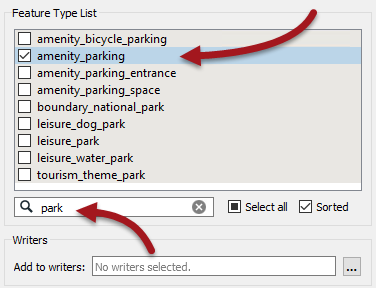 Feature Type List
amenity_bicycle_parking
amenity_parking
amenity_parking_entrance
amenity_parking_space
boundary_national_park
leisure_dog_park
leisure_park
leisure_water_park
tourism_theme_park
park Select all Sorted
Writers
Add to writers: No writers selected. ...